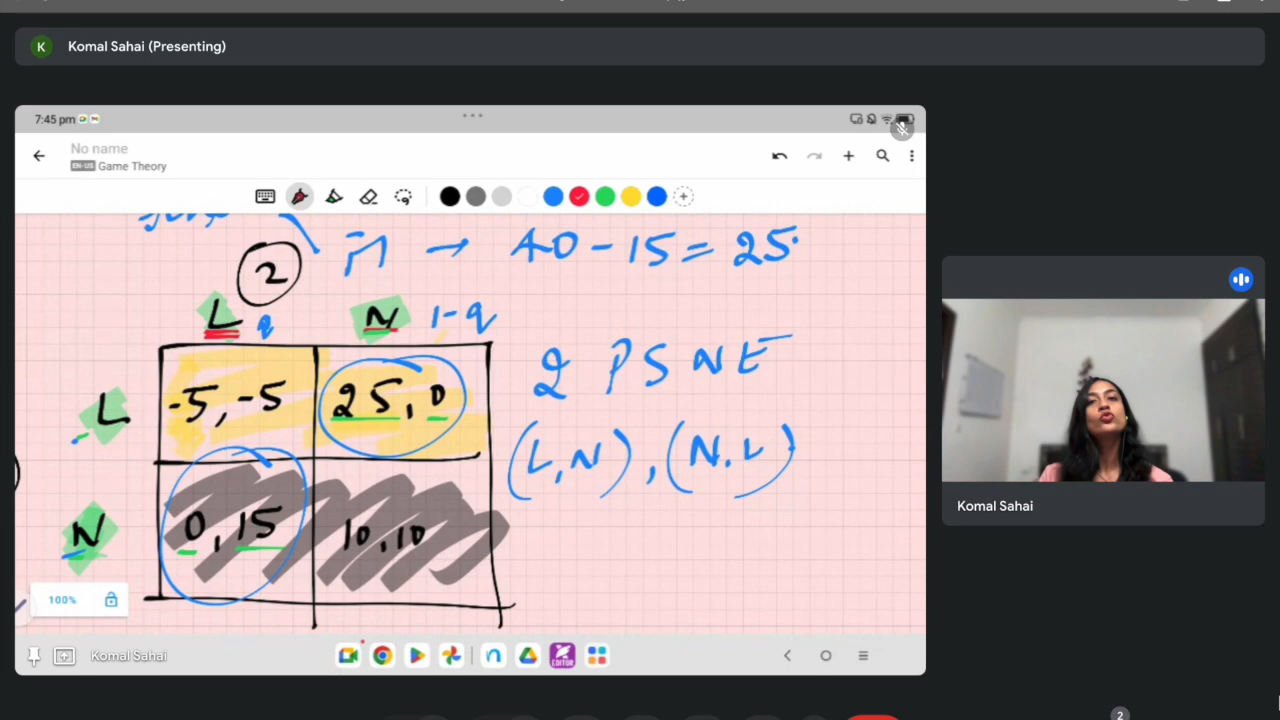 K Komal Sahai (Presenting)
7:45 pm
No name
EN-US Game Theory
→ 40 - 15 = 25
2
L q N 1-q
L -5, -5 25, 0
N 0, 15 10, 10
2 PSNE
(L, N), (N, L)
100%
Komal Sahai
EDITOR
Komal Sahai
2